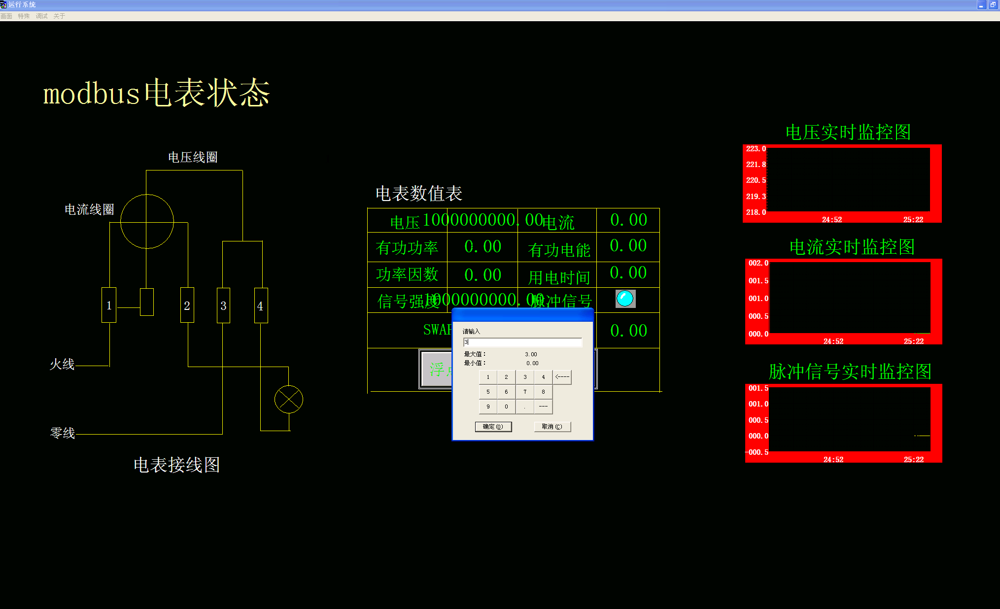 运行系统
画面 特殊 调试 关于
modbus电表状态
电压线圈
电流线圈
1
2
3
4
火线
零线
电表接线图
电表数值表
电压 1000000000.00 电流 0.00
有功功率 0.00 有功电能 0.00
功率因数 0.00 用电时间 0.00
信号强度 1000000000.00 脉冲信号
0.00
请输入
3
最大值： 3.00
最小值： 0.00
1 2 3 4 <----
5 6 7 8
9 0 . ---
确定(O) 取消(C)
电压实时监控图
223.0
221.8
220.5
219.3
218.0
24:52 25:22
电流实时监控图
002.0
001.5
001.0
000.5
000.0
24:52 25:22
脉冲信号实时监控图
001.5
001.0
000.5
000.0
-000.5
24:52 25:22